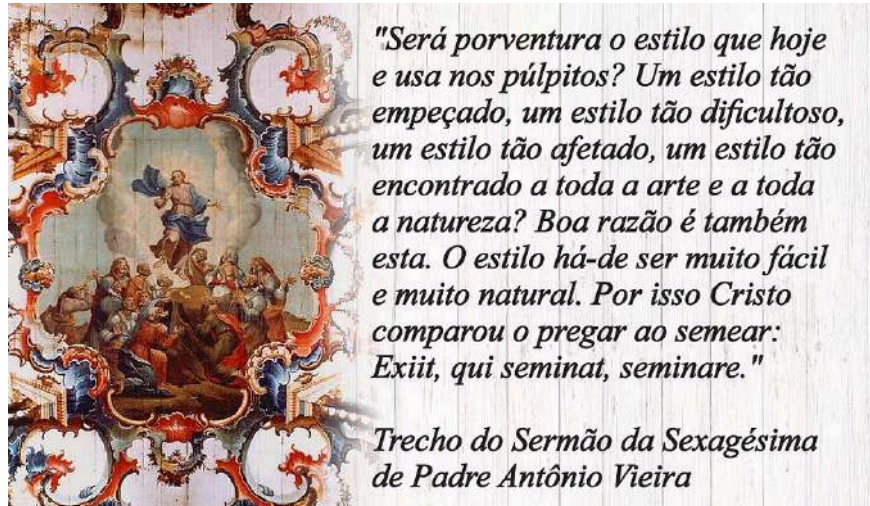 "Será porventura o estilo que hoje
e usa nos púlpitos? Um estilo tão
empeçado, um estilo tão dificultoso,
um estilo tão afetado, um estilo tão
encontrado a toda a arte e a toda
a natureza? Boa razão é também
esta. O estilo há-de ser muito fácil
e muito natural. Por isso Cristo
comparou o pregar ao semear:
Exiit, qui seminat, seminare."
Trecho do Sermão da Sexagésima
de Padre Antônio Vieira